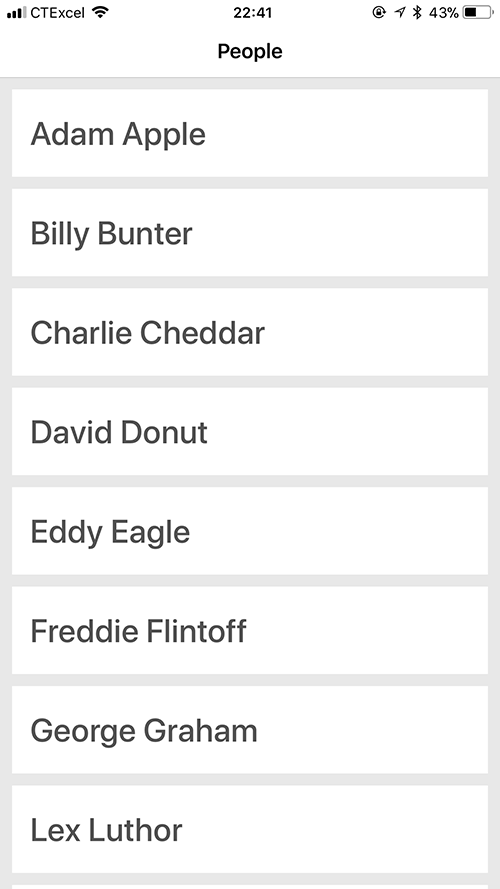 CTExcel 22:41 43%
People
Adam Apple
Billy Bunter
Charlie Cheddar
David Donut
Eddy Eagle
Freddie Flintoff
George Graham
Lex Luthor